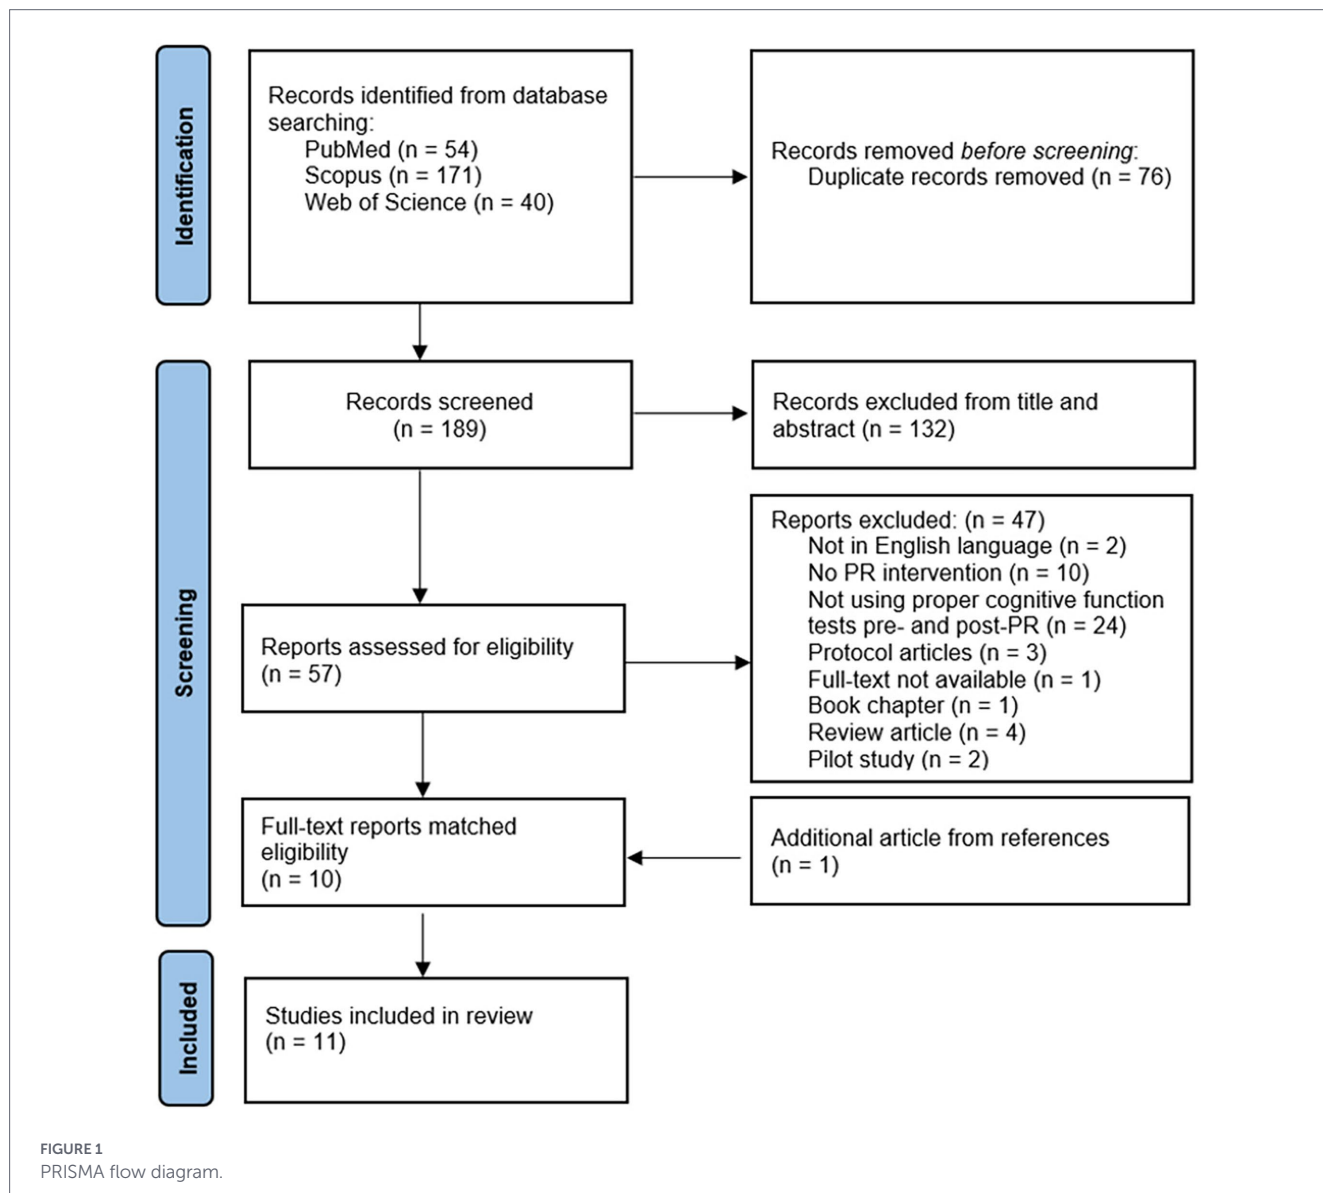 Identification
Records identified from database
searching:
PubMed (n = 54)
Scopus (n = 171)
Web of Science (n = 40)
Records removed before screening:
Duplicate records removed (n = 76)
Screening
Records screened
(n = 189)
Records excluded from title and
abstract (n = 132)
Reports assessed for eligibility
(n = 57)
Reports excluded: (n = 47)
Not in English language (n = 2)
No PR intervention (n = 10)
Not using proper cognitive function
tests pre- and post-PR (n = 24)
Protocol articles (n = 3)
Full-text not available (n = 1)
Book chapter (n = 1)
Review article (n = 4)
Pilot study (n = 2)
Full-text reports matched
eligibility
(n = 10)
Additional article from references
(n = 1)
Included
Studies included in review
(n = 11)
FIGURE 1
PRISMA flow diagram.